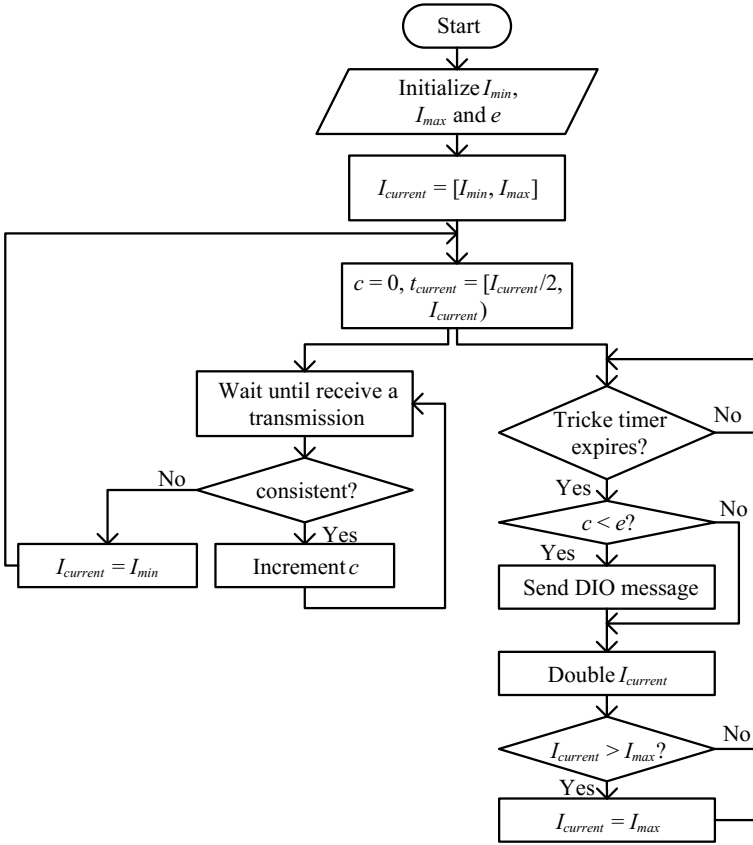 Start
Initialize I_min,
I_max and e
I_current = [I_min, I_max]
c = 0, t_current = [I_current/2,
I_current)
Wait until receive a
transmission
consistent?
No
Yes
I_current = I_min
Increment c
Tricke timer
expires?
No
Yes
c < e?
No
Yes
Send DIO message
Double I_current
I_current > I_max?
No
Yes
I_current = I_max